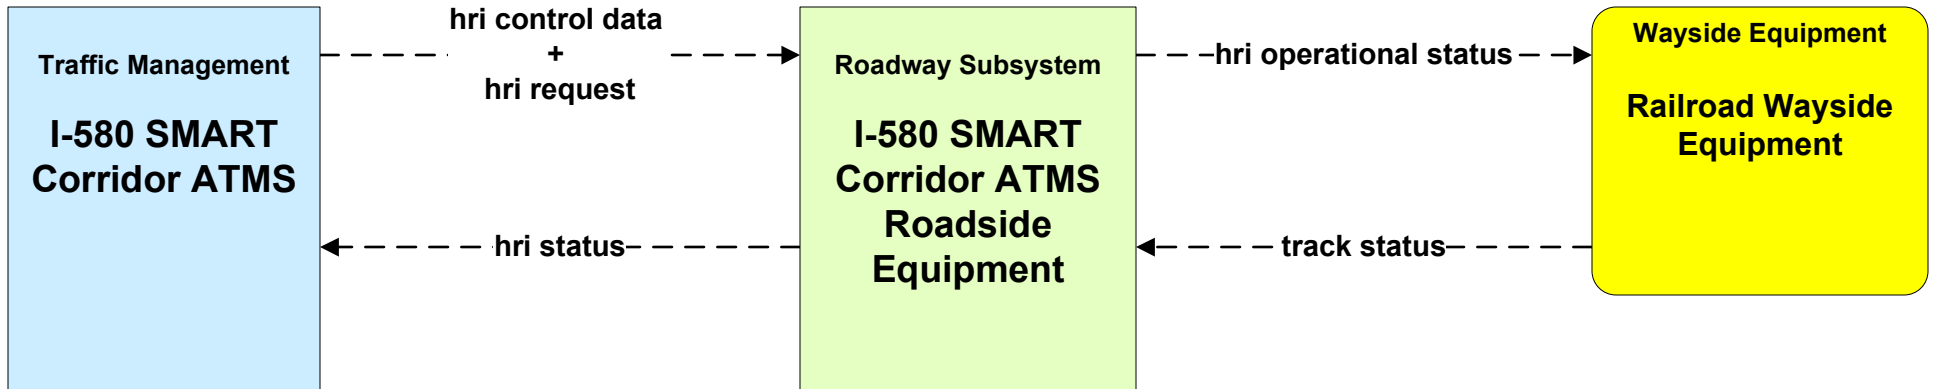 Traffic Management
I-580 SMART
Corridor ATMS
hri control data
+
hri request
hri status
Roadway Subsystem
I-580 SMART
Corridor ATMS
Roadside
Equipment
hri operational status
track status
Wayside Equipment
Railroad Wayside
Equipment